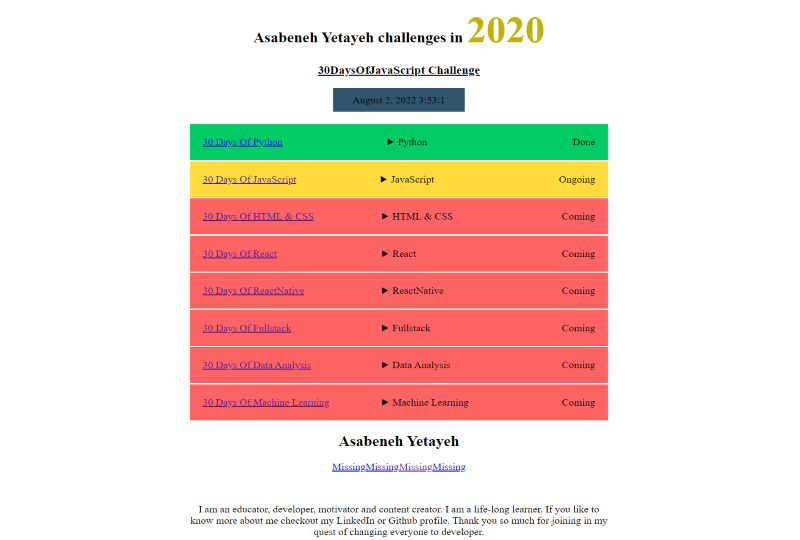 Asabeneh Yetayeh challenges in 2020
30DaysOfJavaScript Challenge
August 2, 2022 3:53:1
30 Days Of Python ▶ Python Done
30 Days Of JavaScript ▶ JavaScript Ongoing
30 Days Of HTML & CSS ▶ HTML & CSS Coming
30 Days Of React ▶ React Coming
30 Days Of ReactNative ▶ ReactNative Coming
30 Days Of Fullstack ▶ Fullstack Coming
30 Days Of Data Analysis ▶ Data Analysis Coming
30 Days Of Machine Learning ▶ Machine Learning Coming
Asabeneh Yetayeh
MissingMissingMissingMissing
I am an educator, developer, motivator and content creator. I am a life-long learner. If you like to
know more about me checkout my LinkedIn or Github profile. Thank you so much for joining in my
quest of changing everyone to developer.